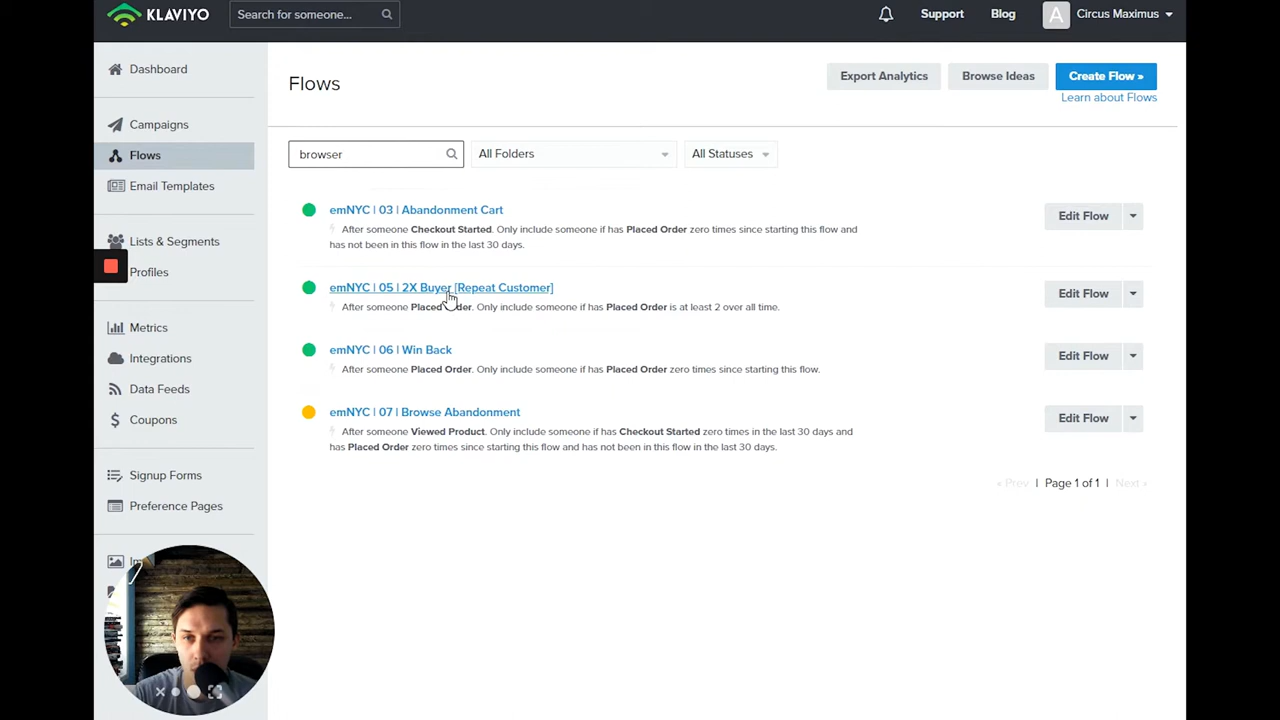 KLAVIYO
Search for someone...
Support
Blog
A
Circus Maximus
Dashboard
Campaigns
Flows
Email Templates
Lists & Segments
Profiles
Metrics
Integrations
Data Feeds
Coupons
Signup Forms
Preference Pages
Flows
Export Analytics
Browse Ideas
Create Flow »
Learn about Flows
browser
All Folders
All Statuses
emNYC | 03 | Abandonment Cart
After someone Checkout Started. Only include someone if has Placed Order zero times since starting this flow and
has not been in this flow in the last 30 days.
Edit Flow
emNYC | 05 | 2X Buyer [Repeat Customer]
After someone Placed Order. Only include someone if has Placed Order is at least 2 over all time.
Edit Flow
emNYC | 06 | Win Back
After someone Placed Order. Only include someone if has Placed Order zero times since starting this flow.
Edit Flow
emNYC | 07 | Browse Abandonment
After someone Viewed Product. Only include someone if has Checkout Started zero times in the last 30 days and
has Placed Order zero times since starting this flow and has not been in this flow in the last 30 days.
Edit Flow
« Prev | Page 1 of 1 | Next »